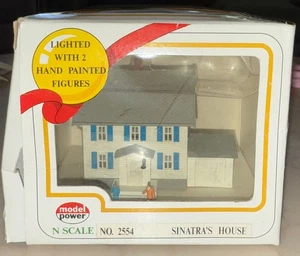 LIGHTED
WITH 2
HAND PAINTED
FIGURES
model
power
N SCALE NO. 2554 SINATRA'S HOUSE